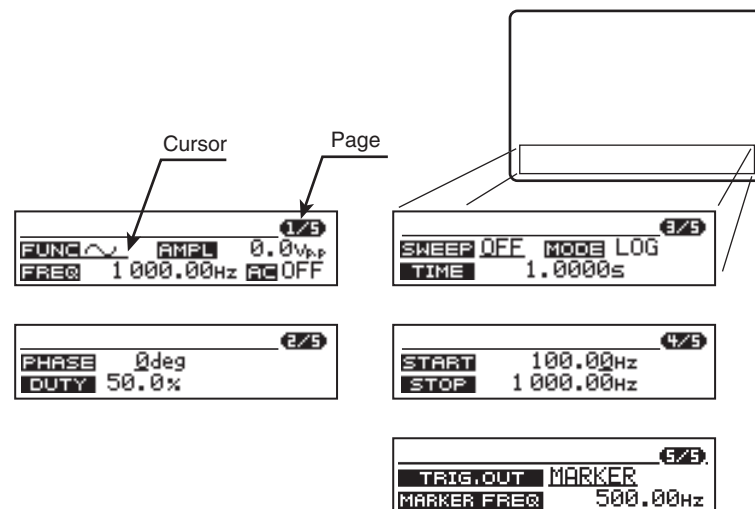 Cursor
Page
1/5
FUNC AMPL 0.0Vp.p
FREQ 1 000.00Hz AC OFF
2/5
PHASE 0deg
DUTY 50.0%
3/5
SWEEP OFF MODE LOG
TIME 1.0000s
4/5
START 100.00Hz
STOP 1 000.00Hz
5/5
TRIG.OUT MARKER
MARKER FREQ 500.00Hz